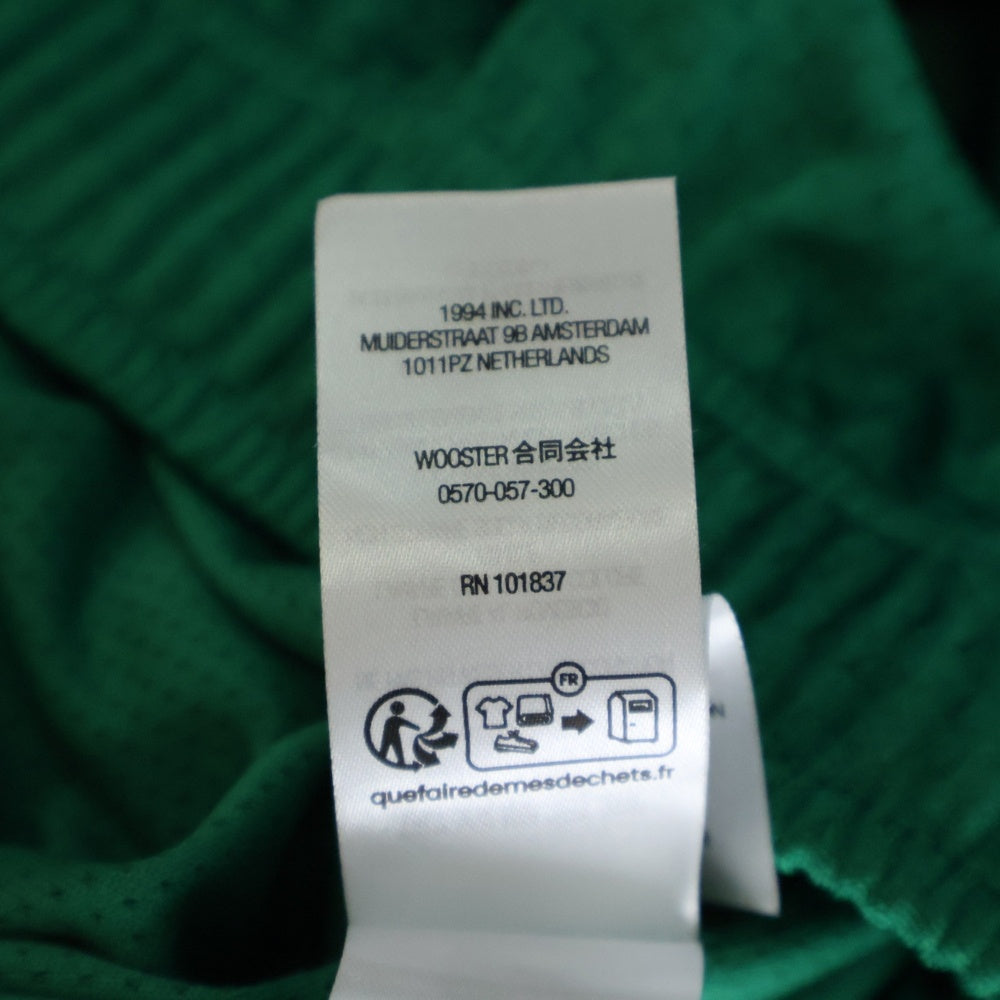 1994 INC. LTD.
MUIDERSTRAAT 9B AMSTERDAM
1011PZ NETHERLANDS
WOOSTER 合同会社
0570-057-300
RN 101837
FR
quefairedemesdechets.fr